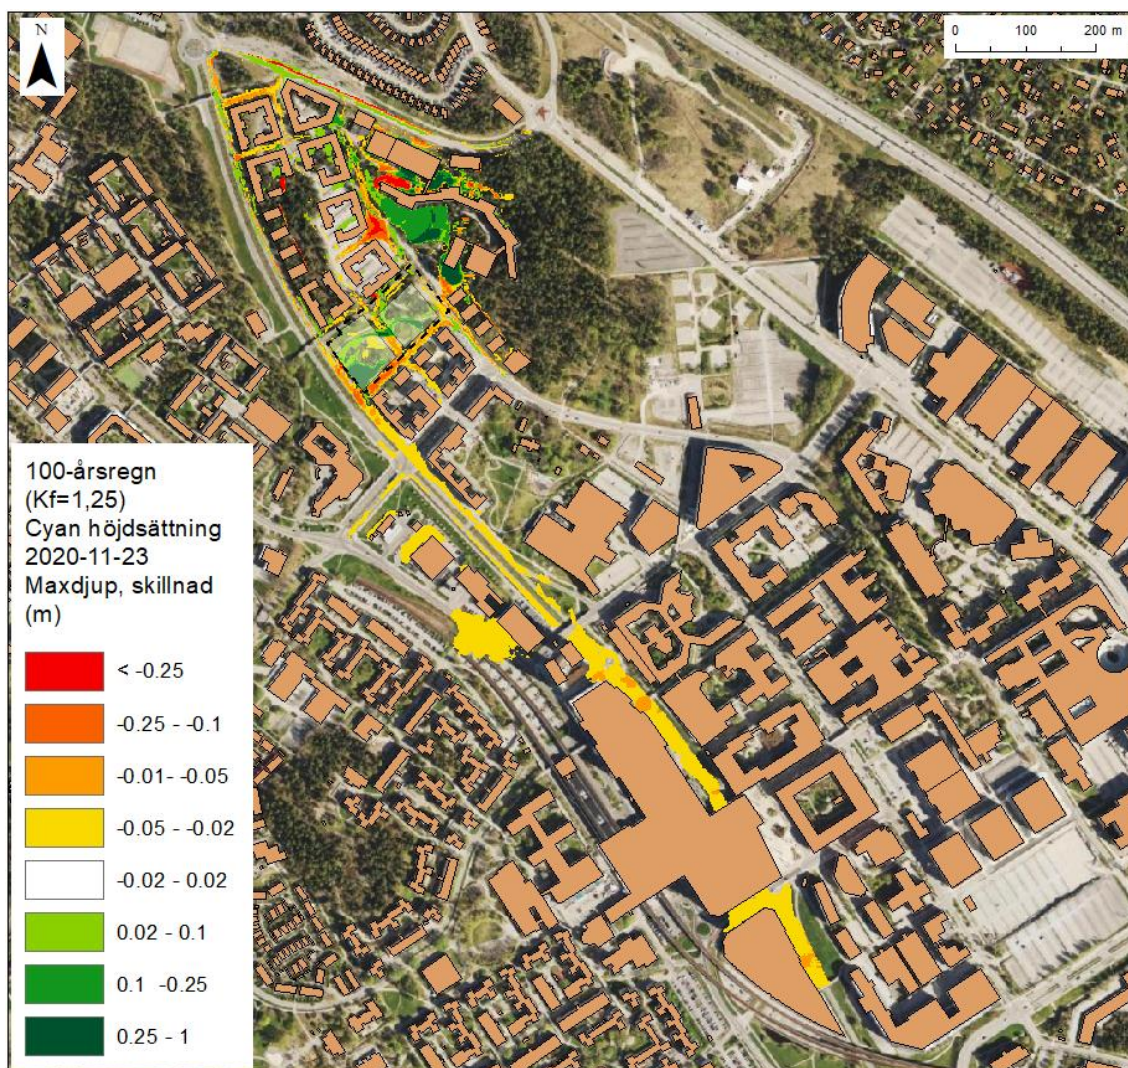 N
0 100 200 m
100-årsregn
(Kf=1,25)
Cyan höjdsättning
2020-11-23
Maxdjup, skillnad
(m)
< -0.25
-0.25 - -0.1
-0.01- -0.05
-0.05 - -0.02
-0.02 - 0.02
0.02 - 0.1
0.1 -0.25
0.25 - 1